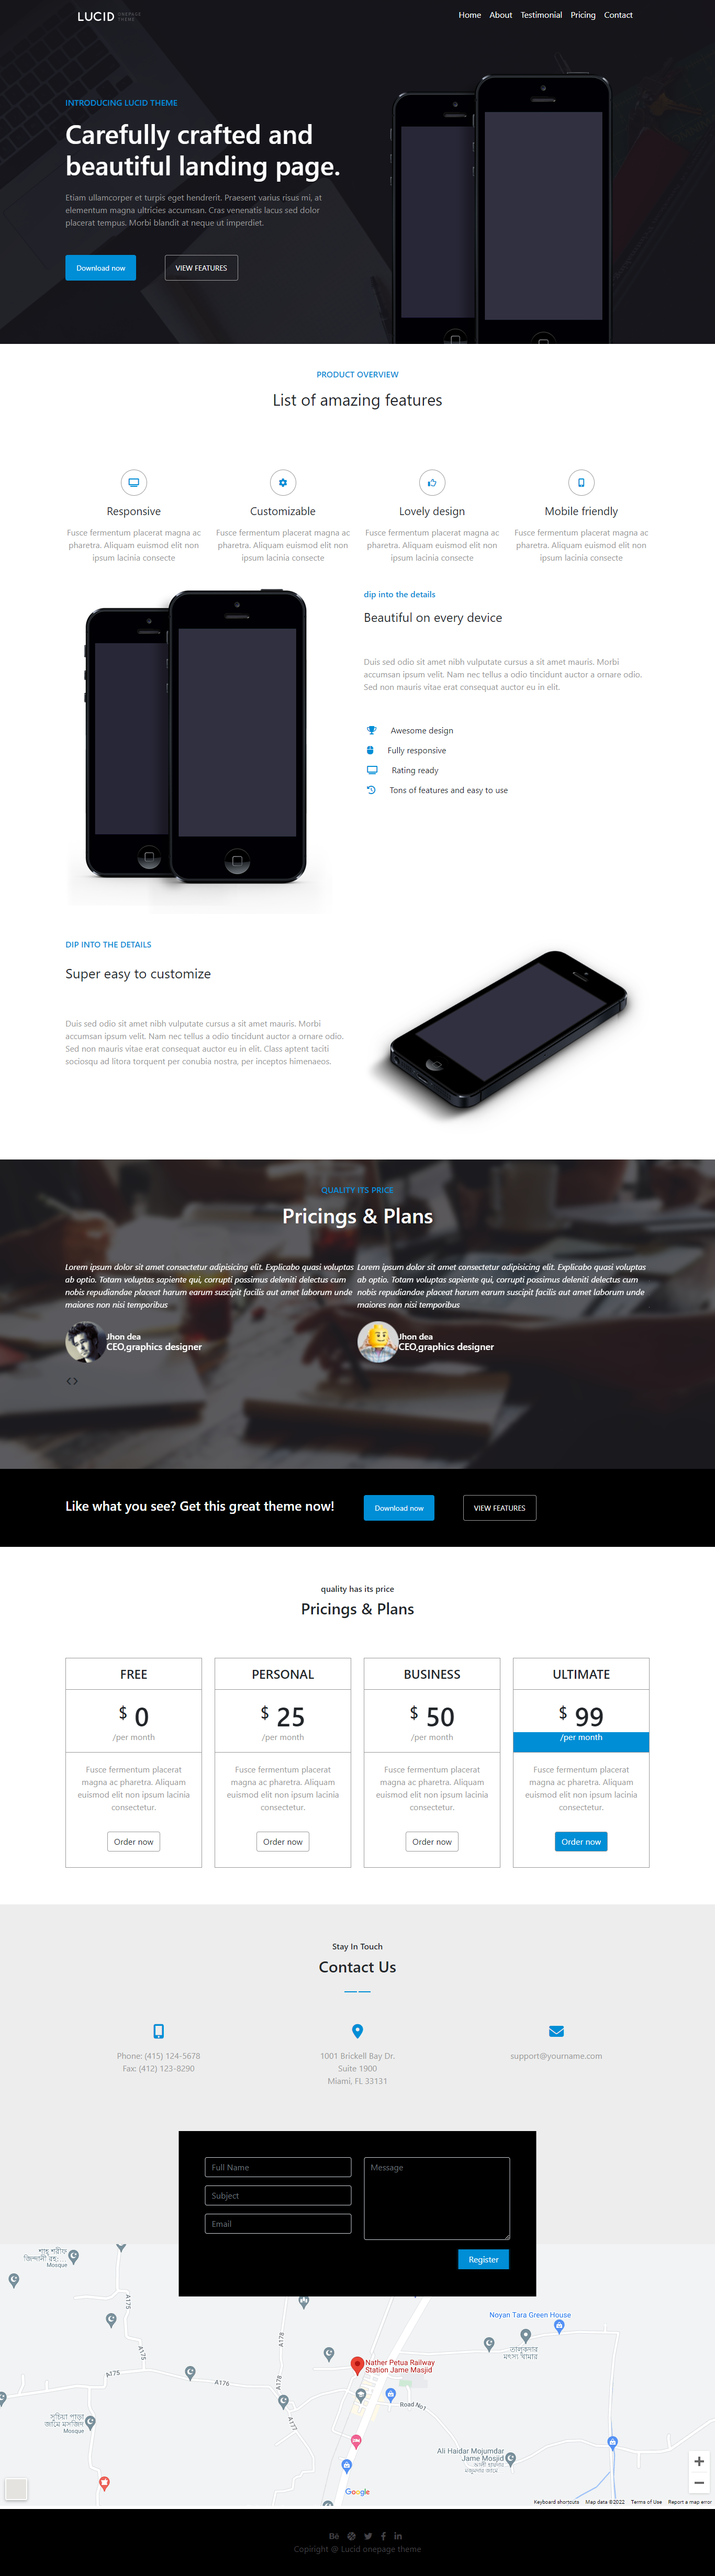 LUCID ONEPAGE THEME
Home About Testimonial Pricing Contact
INTRODUCING LUCID THEME
Carefully crafted and
beautiful landing page.
Etiam ullamcorper et turpis eget hendrerit. Praesent varius risus mi, at
elementum magna ultricies accumsan. Cras venenatis lacus sed dolor
placerat tempus. Morbi blandit at neque ut imperdiet.
Download now
VIEW FEATURES
PRODUCT OVERVIEW
List of amazing features
Responsive
Fusce fermentum placerat magna ac
pharetra. Aliquam euismod elit non
ipsum lacinia consecte
Customizable
Fusce fermentum placerat magna ac
pharetra. Aliquam euismod elit non
ipsum lacinia consecte
Lovely design
Fusce fermentum placerat magna ac
pharetra. Aliquam euismod elit non
ipsum lacinia consecte
Mobile friendly
Fusce fermentum placerat magna ac
pharetra. Aliquam euismod elit non
ipsum lacinia consecte
dip into the details
Beautiful on every device
Duis sed odio sit amet nibh vulputate cursus a sit amet mauris. Morbi
accumsan ipsum velit. Nam nec tellus a odio tincidunt auctor a ornare odio.
Sed non mauris vitae erat consequat auctor eu in elit.
Awesome design
Fully responsive
Rating ready
Tons of features and easy to use
DIP INTO THE DETAILS
Super easy to customize
Duis sed odio sit amet nibh vulputate cursus a sit amet mauris. Morbi
accumsan ipsum velit. Nam nec tellus a odio tincidunt auctor a ornare odio.
Sed non mauris vitae erat consequat auctor eu in elit. Class aptent taciti
sociosqu ad litora torquent per conubia nostra, per inceptos himenaeos.
QUALITY ITS PRICE
Pricings & Plans
Lorem ipsum dolor sit amet consectetur adipisicing elit. Explicabo quasi voluptas
ab optio. Totam voluptas sapiente qui, corrupti possimus deleniti delectus cum
nobis repudiandae placeat harum earum suscipit facilis aut amet laborum unde
maiores non nisi temporibus
Jhon dea
CEO,graphics designer
Lorem ipsum dolor sit amet consectetur adipisicing elit. Explicabo quasi voluptas
ab optio. Totam voluptas sapiente qui, corrupti possimus deleniti delectus cum
nobis repudiandae placeat harum earum suscipit facilis aut amet laborum unde
maiores non nisi temporibus
Jhon dea
CEO,graphics designer
Like what you see? Get this great theme now!
Download now
VIEW FEATURES
quality has its price
Pricings & Plans
FREE
$ 0
/per month
Fusce fermentum placerat
magna ac pharetra. Aliquam
euismod elit non ipsum lacinia
consectetur.
Order now
PERSONAL
$ 25
/per month
Fusce fermentum placerat
magna ac pharetra. Aliquam
euismod elit non ipsum lacinia
consectetur.
Order now
BUSINESS
$ 50
/per month
Fusce fermentum placerat
magna ac pharetra. Aliquam
euismod elit non ipsum lacinia
consectetur.
Order now
ULTIMATE
$ 99
/per month
Fusce fermentum placerat
magna ac pharetra. Aliquam
euismod elit non ipsum lacinia
consectetur.
Order now
Stay In Touch
Contact Us
Phone: (415) 124-5678
Fax: (412) 123-8290
1001 Brickell Bay Dr.
Suite 1900
Miami, FL 33131
support@yourname.com
Full Name
Subject
Email
Message
Register
Mosque
A175
A175
A175
A176
A178
A178
A177
Noyan Tara Green House
তালুকদার
মৎস্য খামার
Nather Petua Railway
Station Jame Masjid
Road No1
সুচিয়া পাড়া
জামে মসজিদ
Mosque
Ali Haidar Mojumdar
Jame Mosjid
Google
Keyboard shortcuts Map data ©2022 Terms of Use Report a map error
Bē
Copiright @ Lucid onepage theme